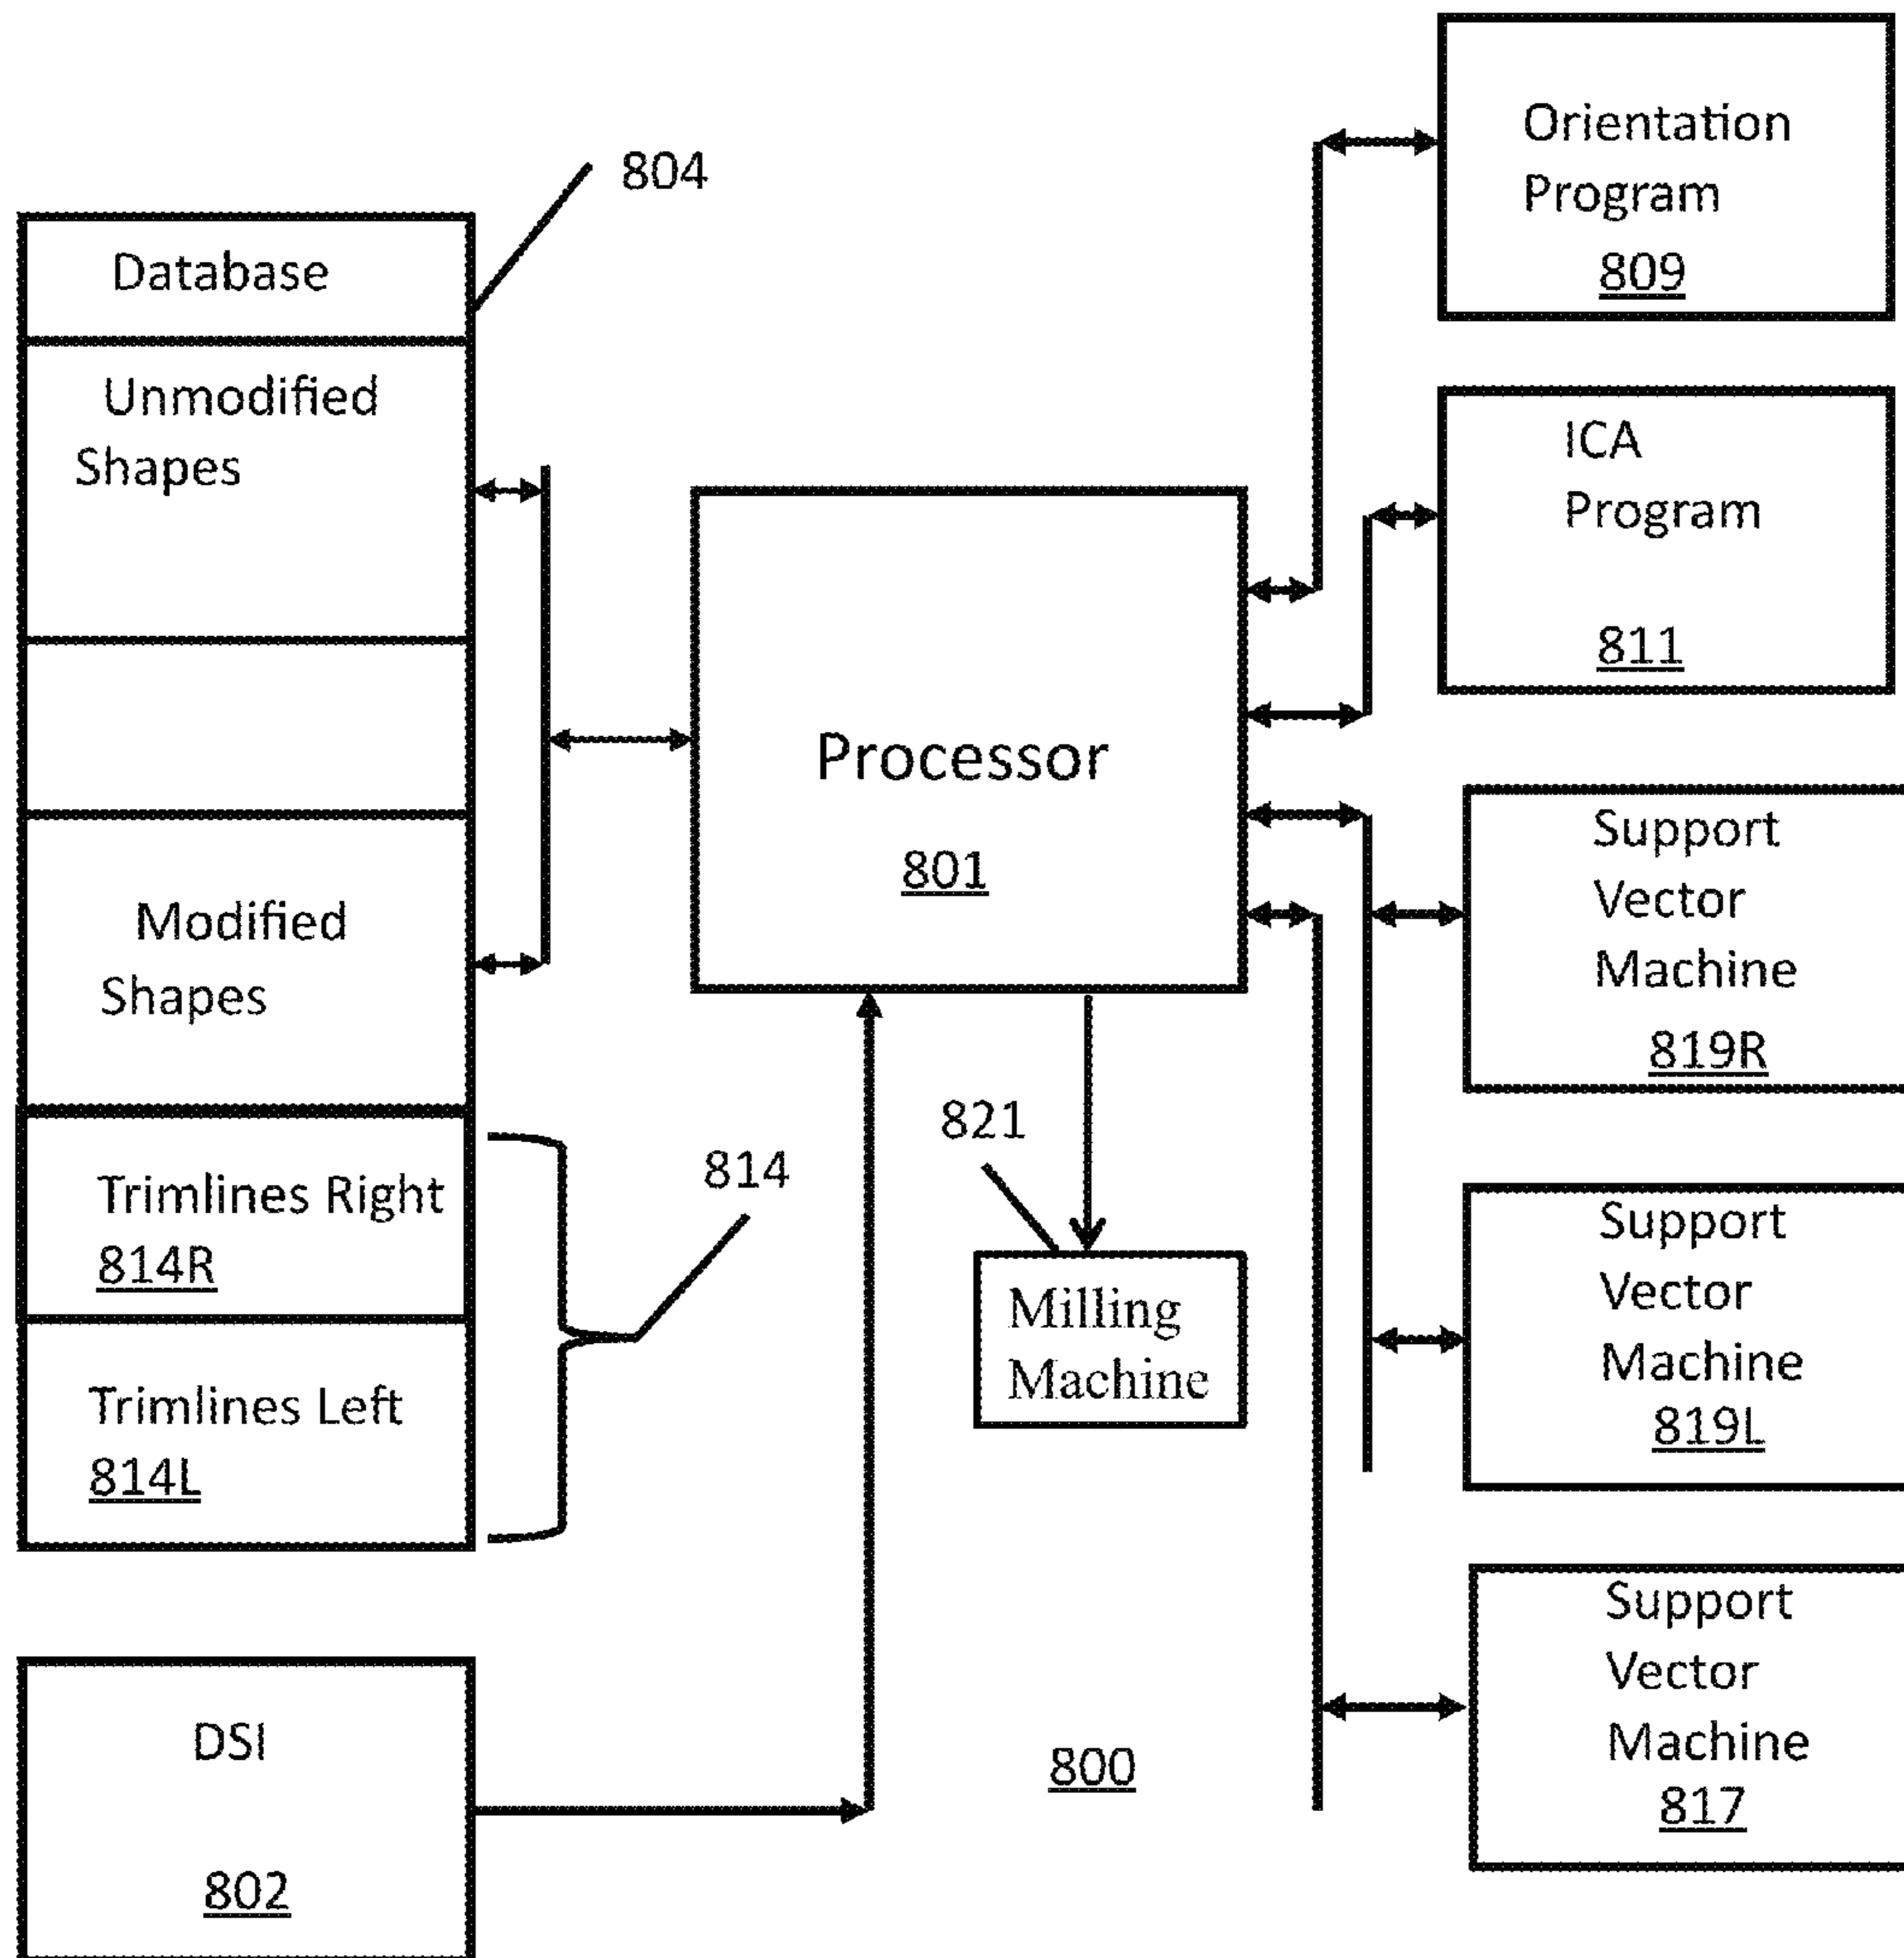 804
Database
Unmodified
Shapes
Modified
Shapes
Trimlines Right
814R
Trimlines Left
814L
814
DSI
802
Processor
801
821
Milling
Machine
800
Orientation
Program
809
ICA
Program
811
Support
Vector
Machine
819R
Support
Vector
Machine
819L
Support
Vector
Machine
817